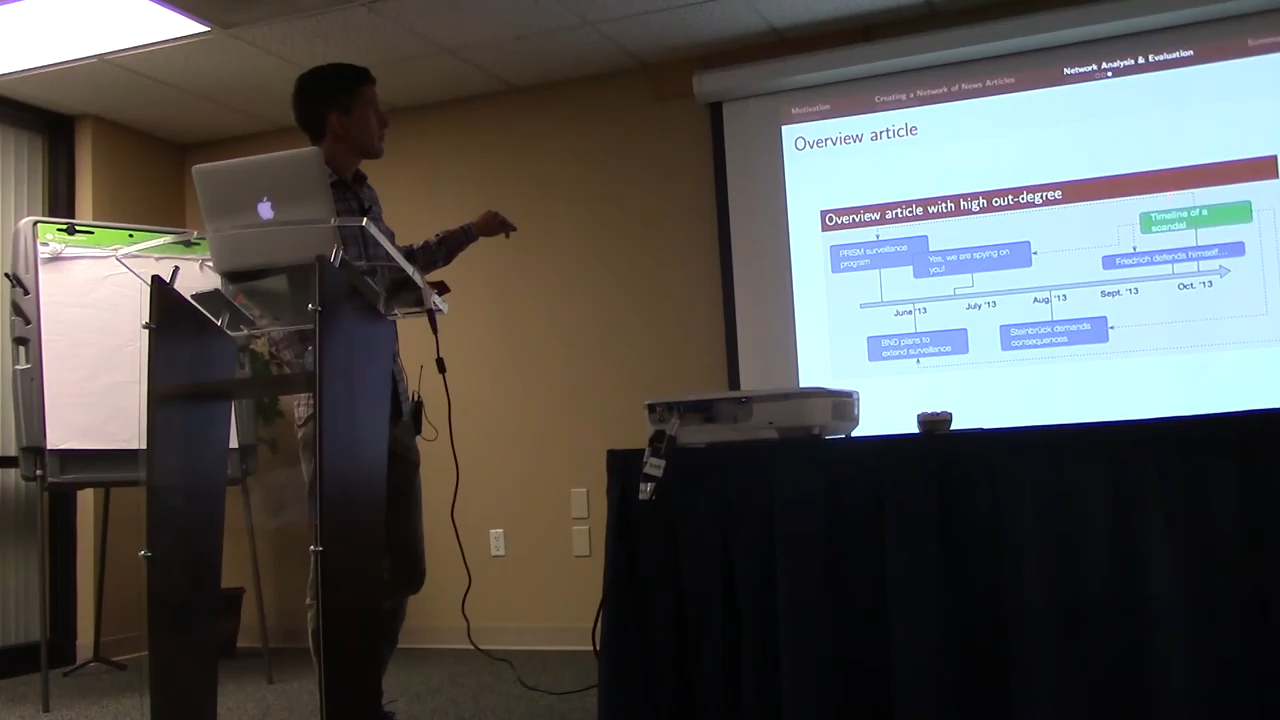 Motivation
Creating a Network of News Articles
Network Analysis & Evaluation
Overview article
Overview article with high out-degree
Timeline of a
scandal
PRISM surveillance
program
Yes, we are spying on
you!
Friedrich defends himself...
June '13
July '13
Aug. '13
Sept. '13
Oct. '13
BND plans to
extend surveillance
Steinbrück demands
consequences